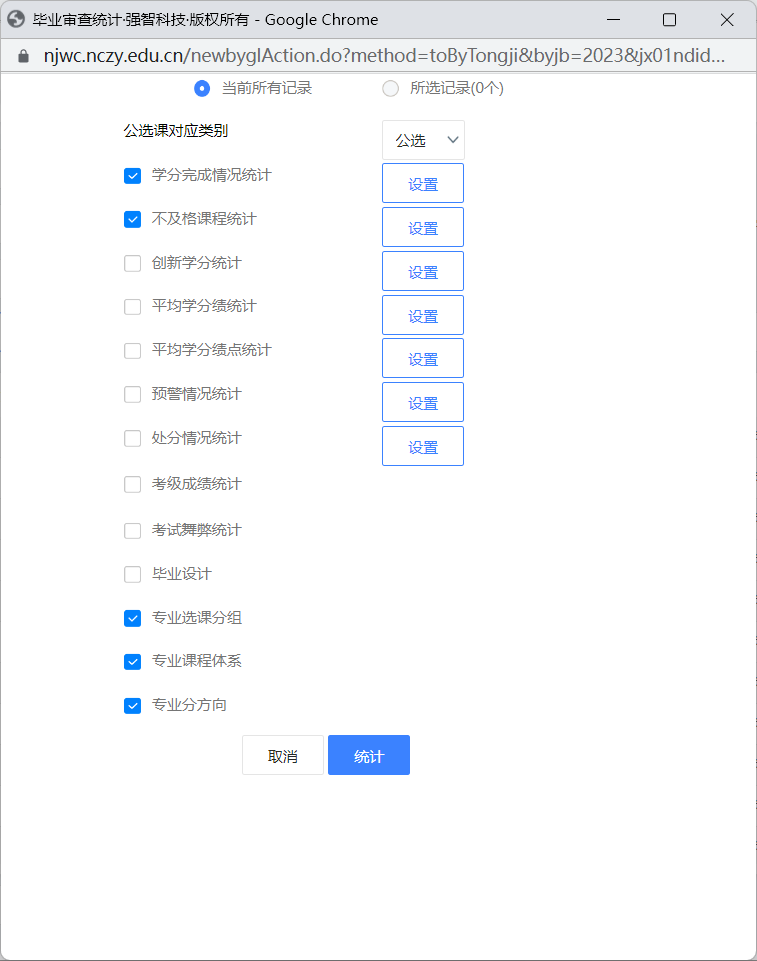 毕业审查统计·强智科技·版权所有 - Google Chrome
njwc.nczy.edu.cn/newbyglAction.do?method=toByTongji&byjb=2023&jx01ndid...
当前所有记录 所选记录(0个)
公选课对应类别 公选
学分完成情况统计 设置
不及格课程统计 设置
创新学分统计 设置
平均学分绩统计 设置
平均学分绩点统计 设置
预警情况统计 设置
处分情况统计 设置
考级成绩统计
考试舞弊统计
毕业设计
专业选课分组
专业课程体系
专业分方向
取消 统计